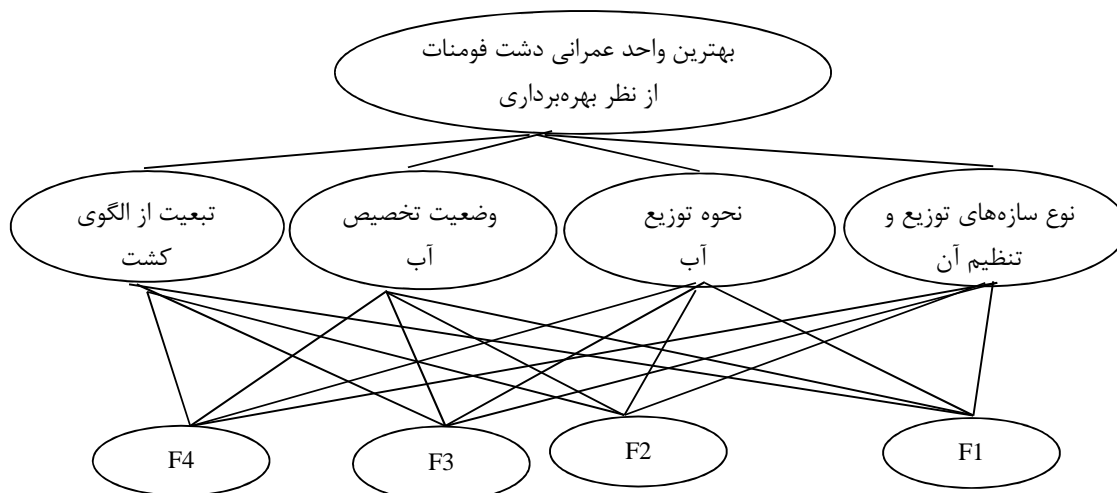 بهترین واحد عمرانی دشت فومنات
از نظر بهره‌برداری
نوع سازه‌های توزیع و
تنظیم آن
نحوه توزیع
آب
وضعیت تخصیص
آب
تبعیت از الگوی
کشت
F1
F2
F3
F4